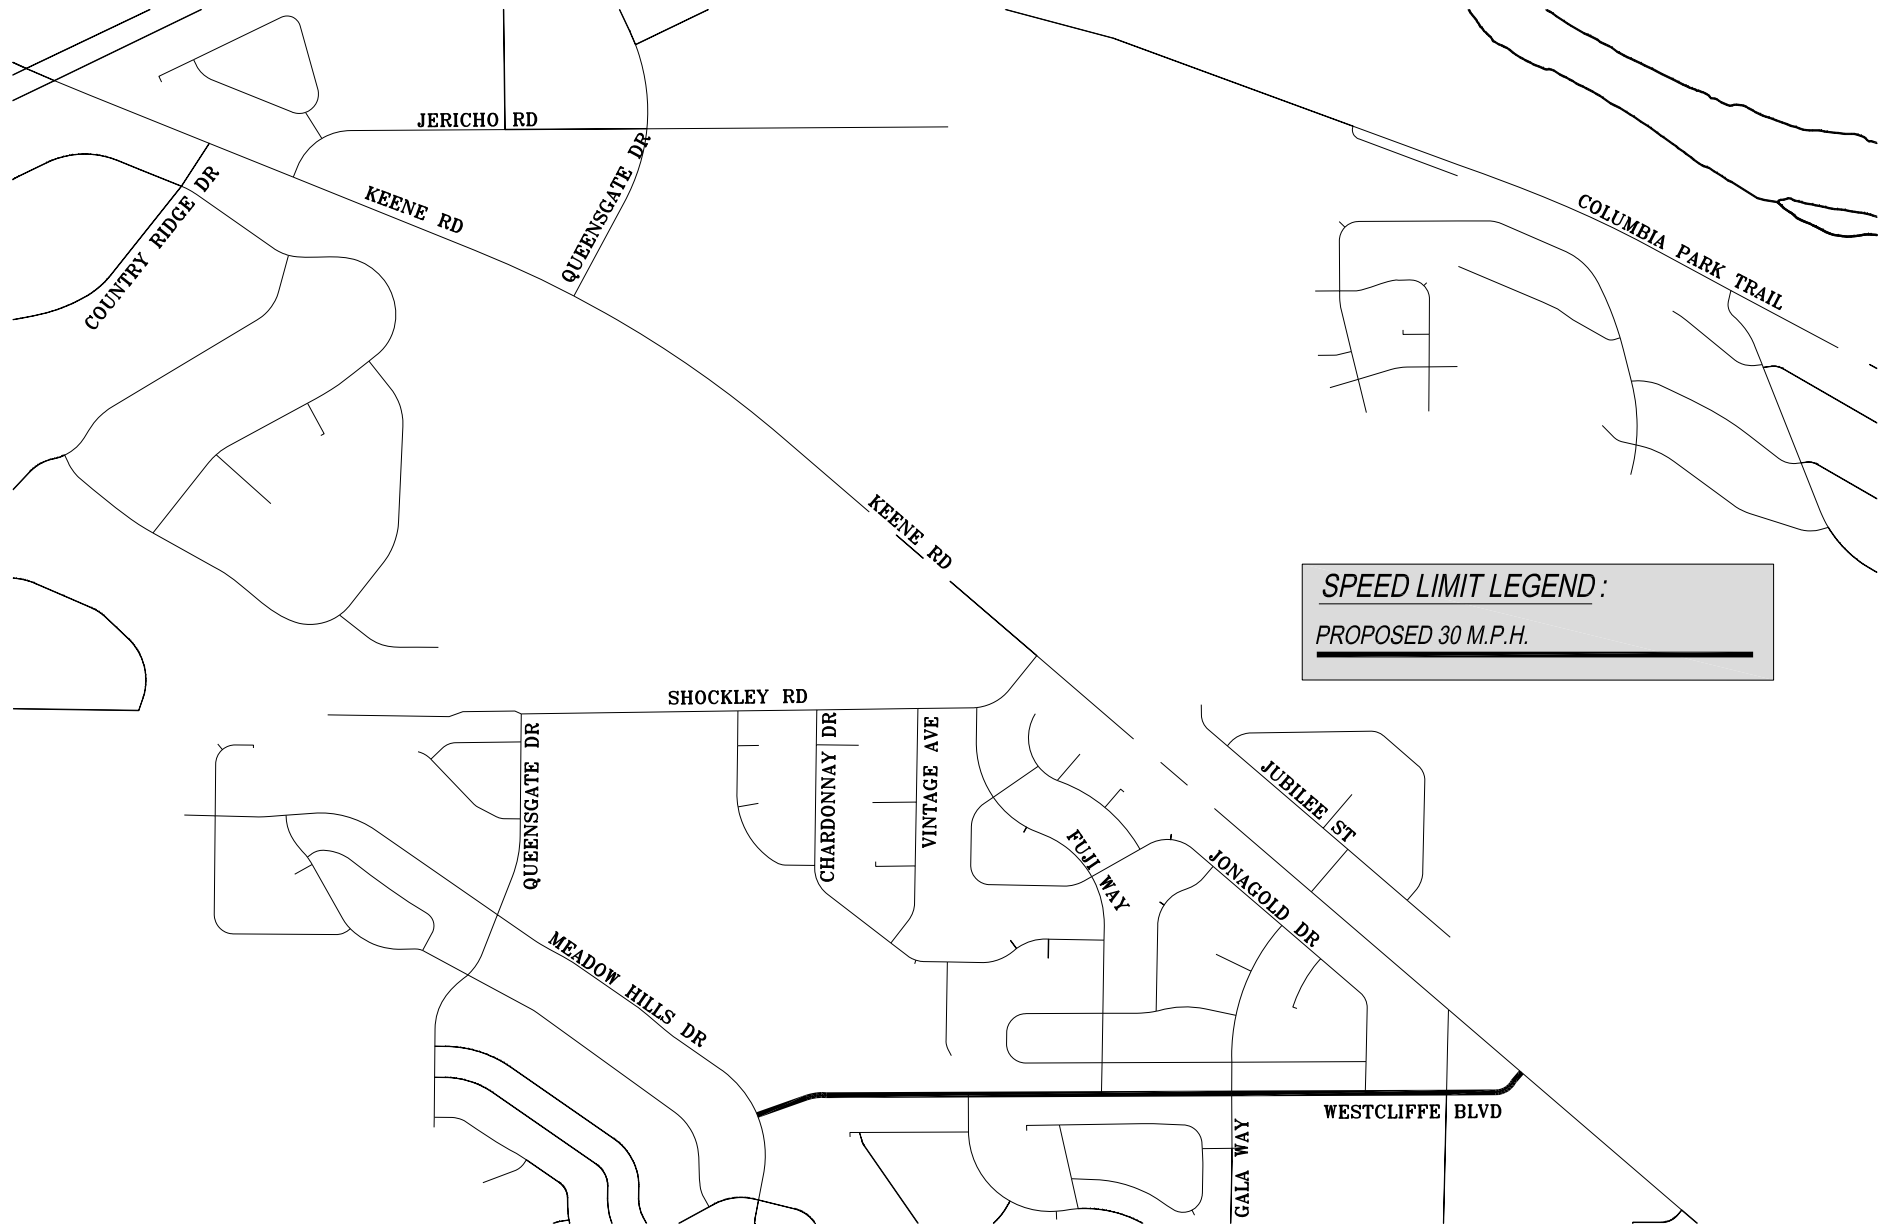 JERICHO RD
QUEENSGATE DR
COUNTRY RIDGE DR
KEENE RD
COLUMBIA PARK TRAIL
KEENE RD
SPEED LIMIT LEGEND :
PROPOSED 30 M.P.H.
SHOCKLEY RD
QUEENSGATE DR
CHARDONNAY DR
VINTAGE AVE
JUBILEE ST
FUJI WAY
JONAGOLD DR
MEADOW HILLS DR
WESTCLIFFE BLVD
GALA WAY